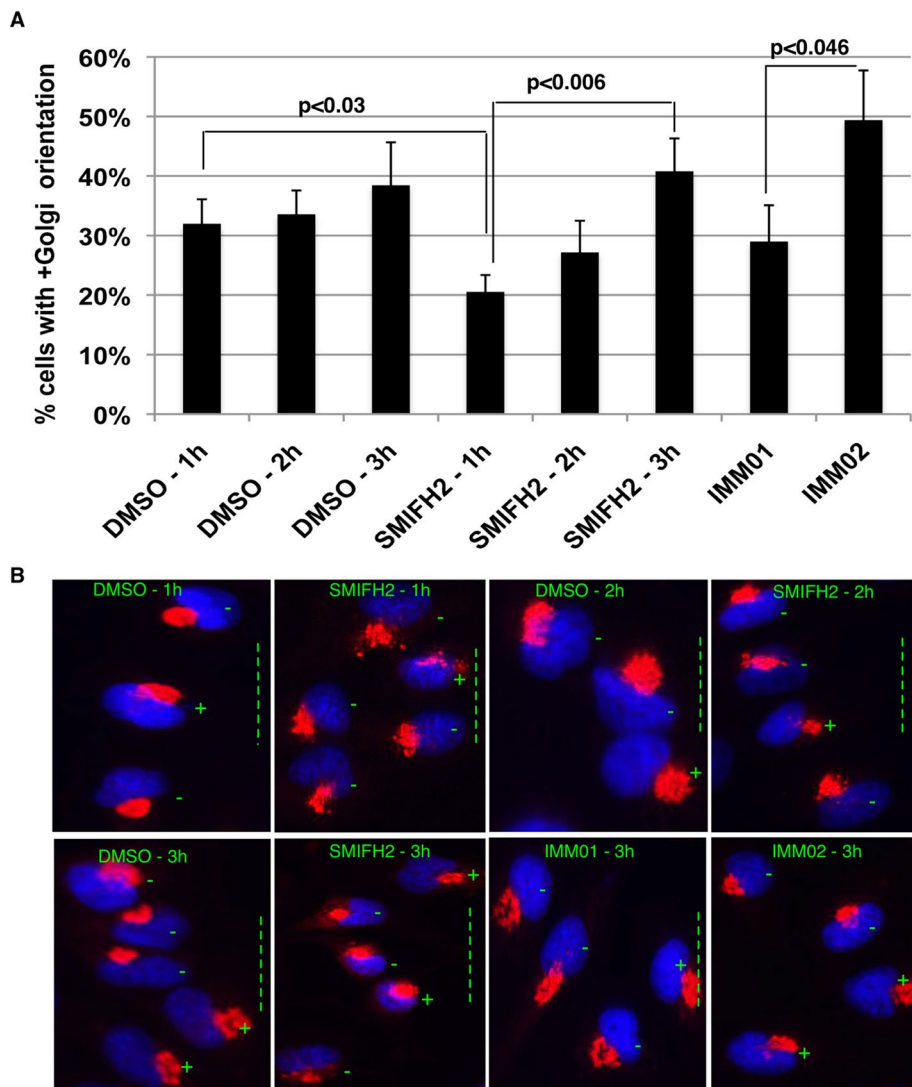 A
60%
50%
40%
30%
20%
10%
0%
% cells with +Golgi orientation
p<0.03
p<0.006
p<0.046
DMSO - 1h
DMSO - 2h
DMSO - 3h
SMIFH2 - 1h
SMIFH2 - 2h
SMIFH2 - 3h
IMM01
IMM02
B
DMSO - 1h
-
+
-
SMIFH2 - 1h
-
+
-
-
-
DMSO - 2h
-
-
+
SMIFH2 - 2h
-
-
+
-
DMSO - 3h
-
-
-
+
+
SMIFH2 - 3h
+
-
-
+
-
IMM01 - 3h
-
-
+
-
IMM02 - 3h
-
-
+
+